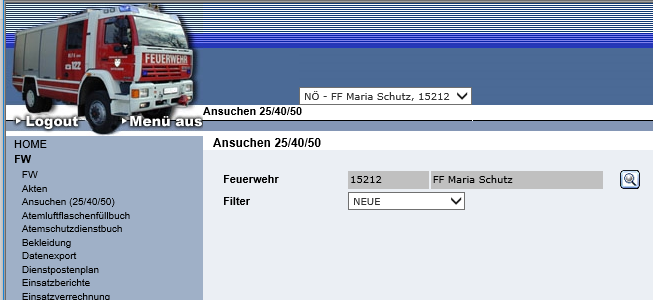 FEUERWEHR
122
NÖ - FF Maria Schutz, 15212
Ansuchen 25/40/50
Logout
Menü aus
HOME
Ansuchen 25/40/50
FW
FW
Feuerwehr 15212 FF Maria Schutz
Akten
Filter NEUE
Ansuchen (25/40/50)
Atemluftflaschenfüllbuch
Atemschutzdienstbuch
Bekleidung
Datenexport
Dienstpostenplan
Einsatzberichte
Einsatzverrechnung